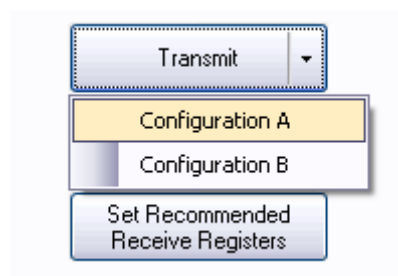 Transmit
Configuration A
Configuration B
Set Recommended
Receive Registers